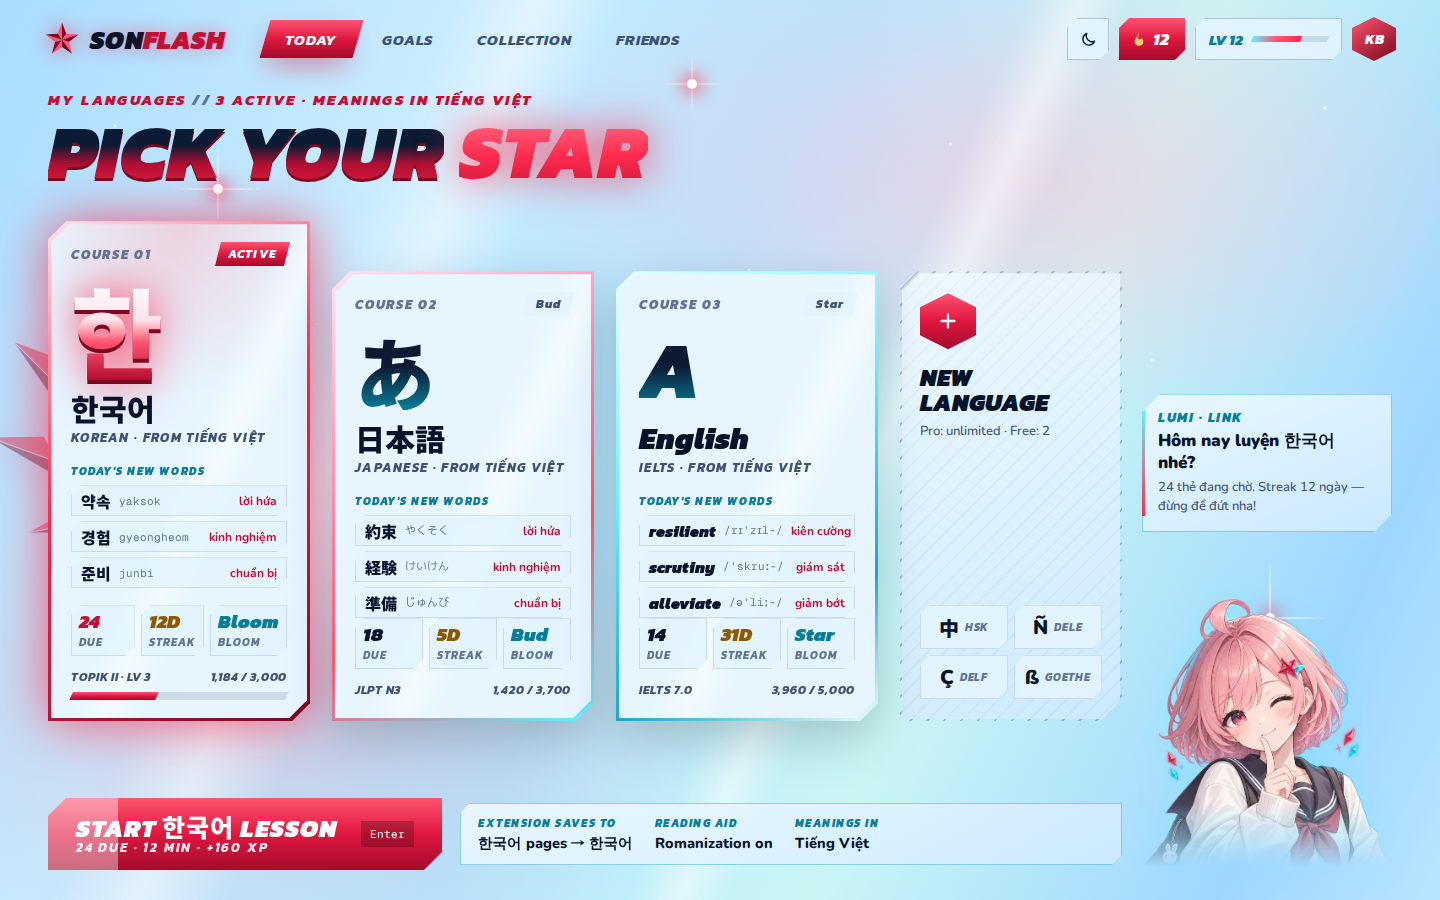 SONFLASH
TODAY
GOALS
COLLECTION
FRIENDS
12
LV 12
KB
MY LANGUAGES // 3 ACTIVE · MEANINGS IN TIẾNG VIỆT
PICK YOUR STAR
COURSE 01
ACTIVE
한
한국어
KOREAN · FROM TIẾNG VIỆT
TODAY'S NEW WORDS
약속 yaksok lời hứa
경험 gyeongheom kinh nghiệm
준비 junbi chuẩn bị
24 DUE
12D STREAK
Bloom BLOOM
TOPIK II · LV 3
1,184 / 3,000
COURSE 02
Bud
あ
日本語
JAPANESE · FROM TIẾNG VIỆT
TODAY'S NEW WORDS
約束 やくそく lời hứa
経験 けいけん kinh nghiệm
準備 じゅんび chuẩn bị
18 DUE
5D STREAK
Bud BLOOM
JLPT N3
1,420 / 3,700
COURSE 03
Star
A
English
IELTS · FROM TIẾNG VIỆT
TODAY'S NEW WORDS
resilient /rɪˈzɪl-/ kiên cường
scrutiny /ˈskruː-/ giám sát
alleviate /əˈliː-/ giảm bớt
14 DUE
31D STREAK
Star BLOOM
IELTS 7.0
3,960 / 5,000
+
NEW
LANGUAGE
Pro: unlimited · Free: 2
中 HSK
Ñ DELE
Ç DELF
ß GOETHE
LUMI · LINK
Hôm nay luyện 한국어
nhé?
24 thẻ đang chờ. Streak 12 ngày —
đừng để đứt nha!
START 한국어 LESSON
24 DUE · 12 MIN · +160 XP
Enter
EXTENSION SAVES TO
한국어 pages → 한국어
READING AID
Romanization on
MEANINGS IN
Tiếng Việt